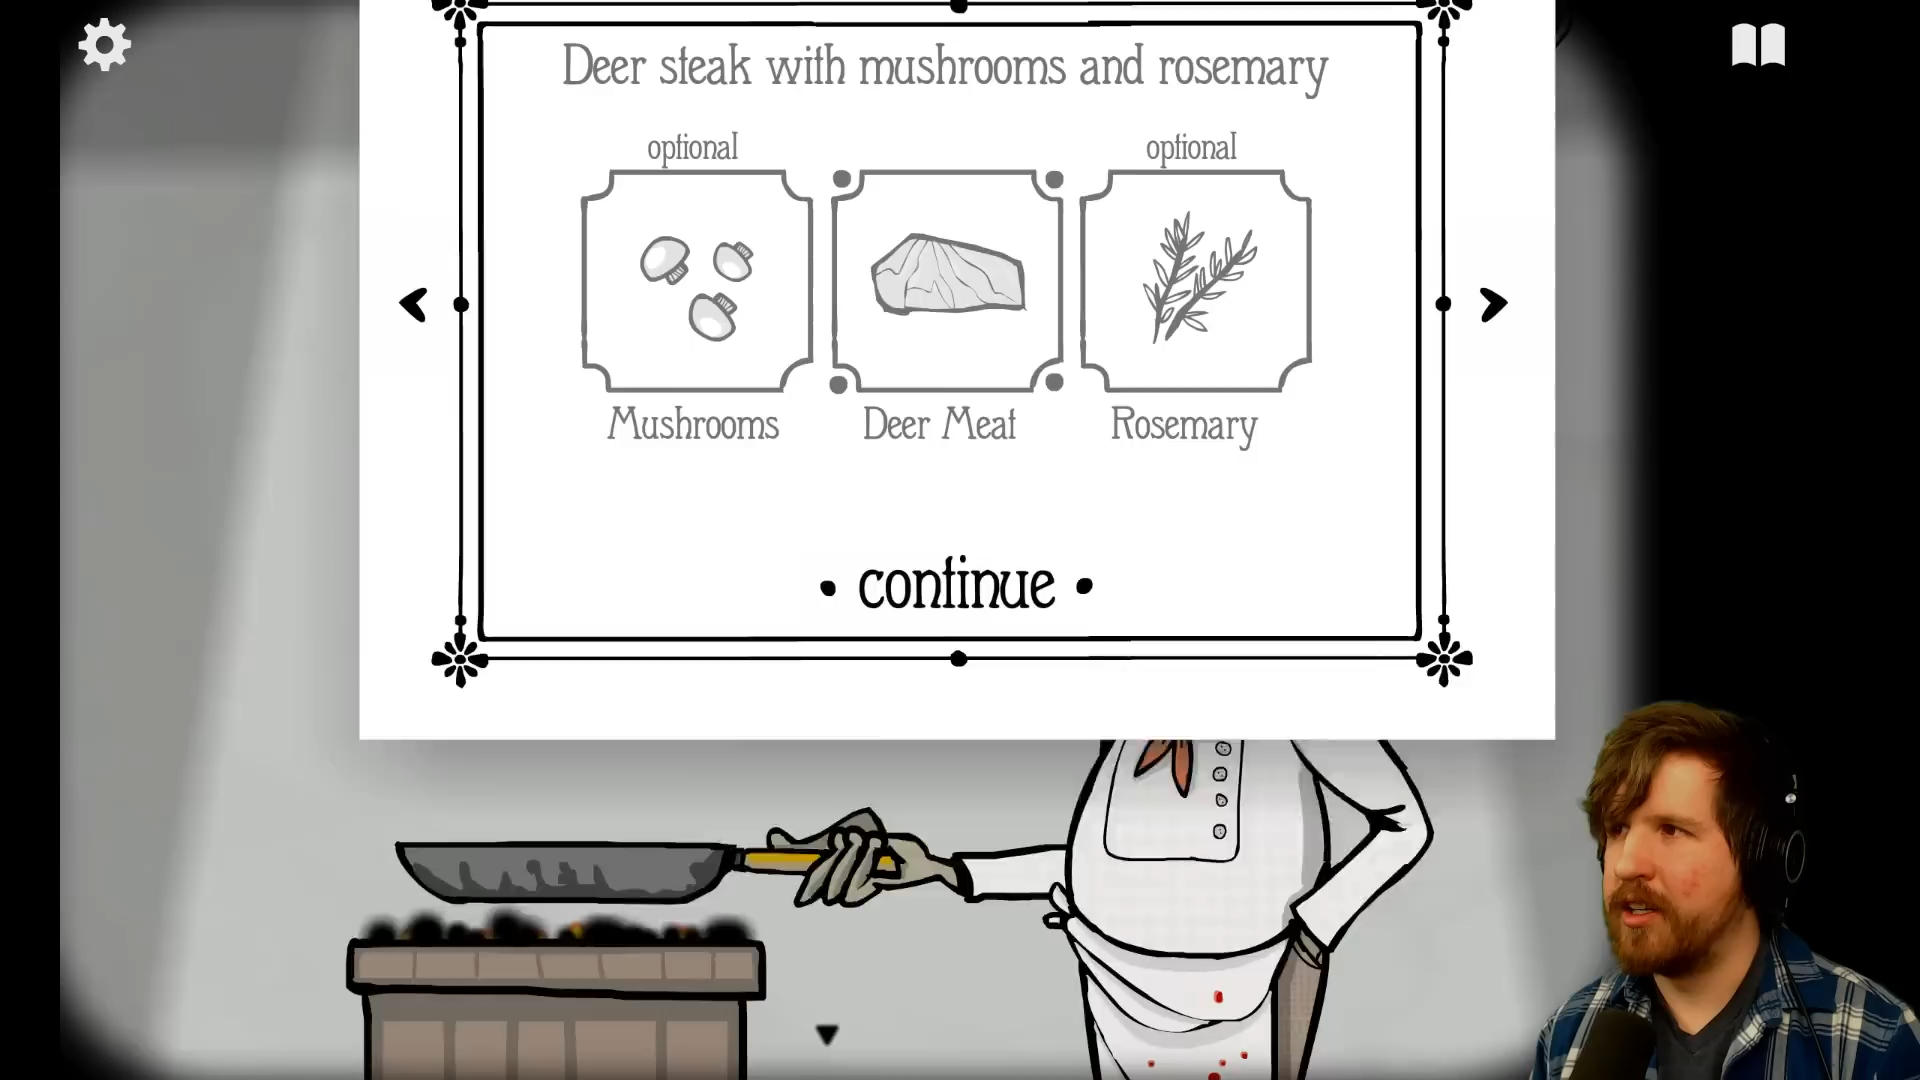 Deer steak with mushrooms and rosemary
optional optional
Mushrooms Deer Meat Rosemary
continue